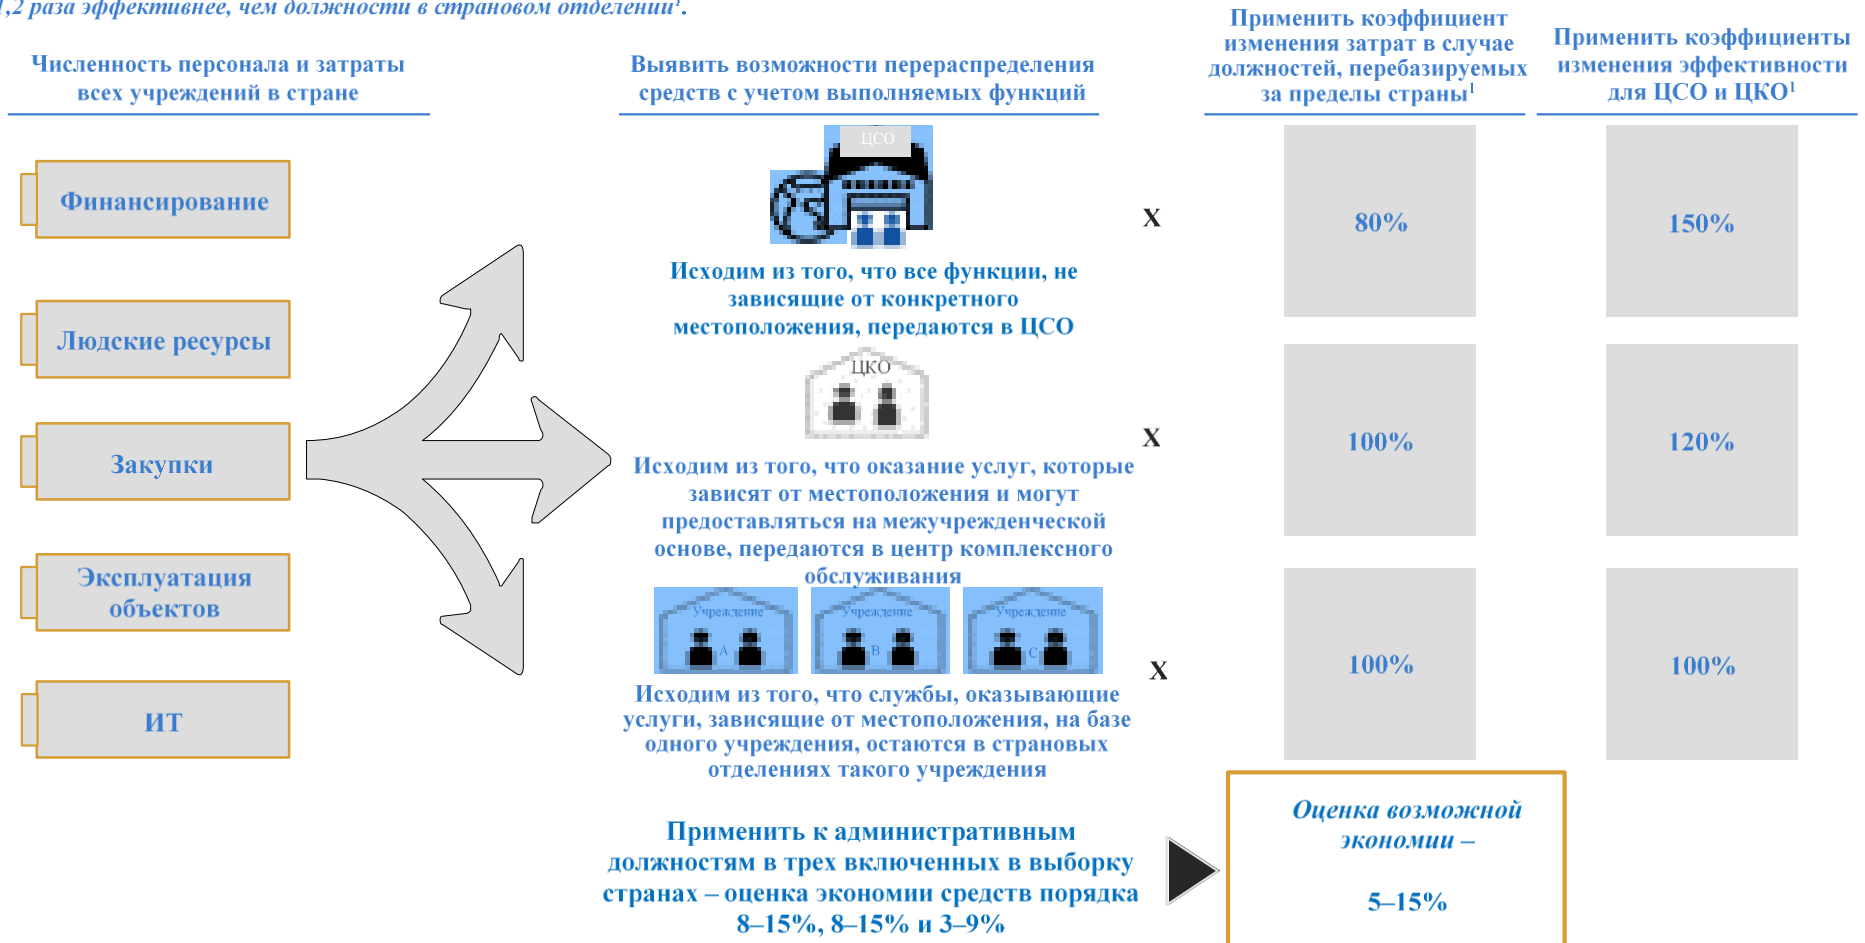 1,2 раза эффективнее, чем должности в страновом отделении¹.
Численность персонала и затраты
всех учреждений в стране
Выявить возможности перераспределения
средств с учетом выполняемых функций
Применить коэффициент
изменения затрат в случае
должностей, перебазируемых
за пределы страны¹
Применить коэффициенты
изменения эффективности
для ЦСО и ЦКО¹
Финансирование
Людские ресурсы
Закупки
Эксплуатация
объектов
ИТ
ЦСО
Исходим из того, что все функции, не
зависящие от конкретного
местоположения, передаются в ЦСО
X
80%
150%
ЦКО
Исходим из того, что оказание услуг, которые
зависят от местоположения и могут
предоставляться на межучрежденческой
основе, передаются в центр комплексного
обслуживания
X
100%
120%
Учреждение
A
Учреждение
B
Учреждение
C
Исходим из того, что службы, оказывающие
услуги, зависящие от местоположения, на базе
одного учреждения, остаются в страновых
отделениях такого учреждения
X
100%
100%
Применить к административным
должностям в трех включенных в выборку
странах – оценка экономии средств порядка
8–15%, 8–15% и 3–9%
Оценка возможной
экономии –
5–15%